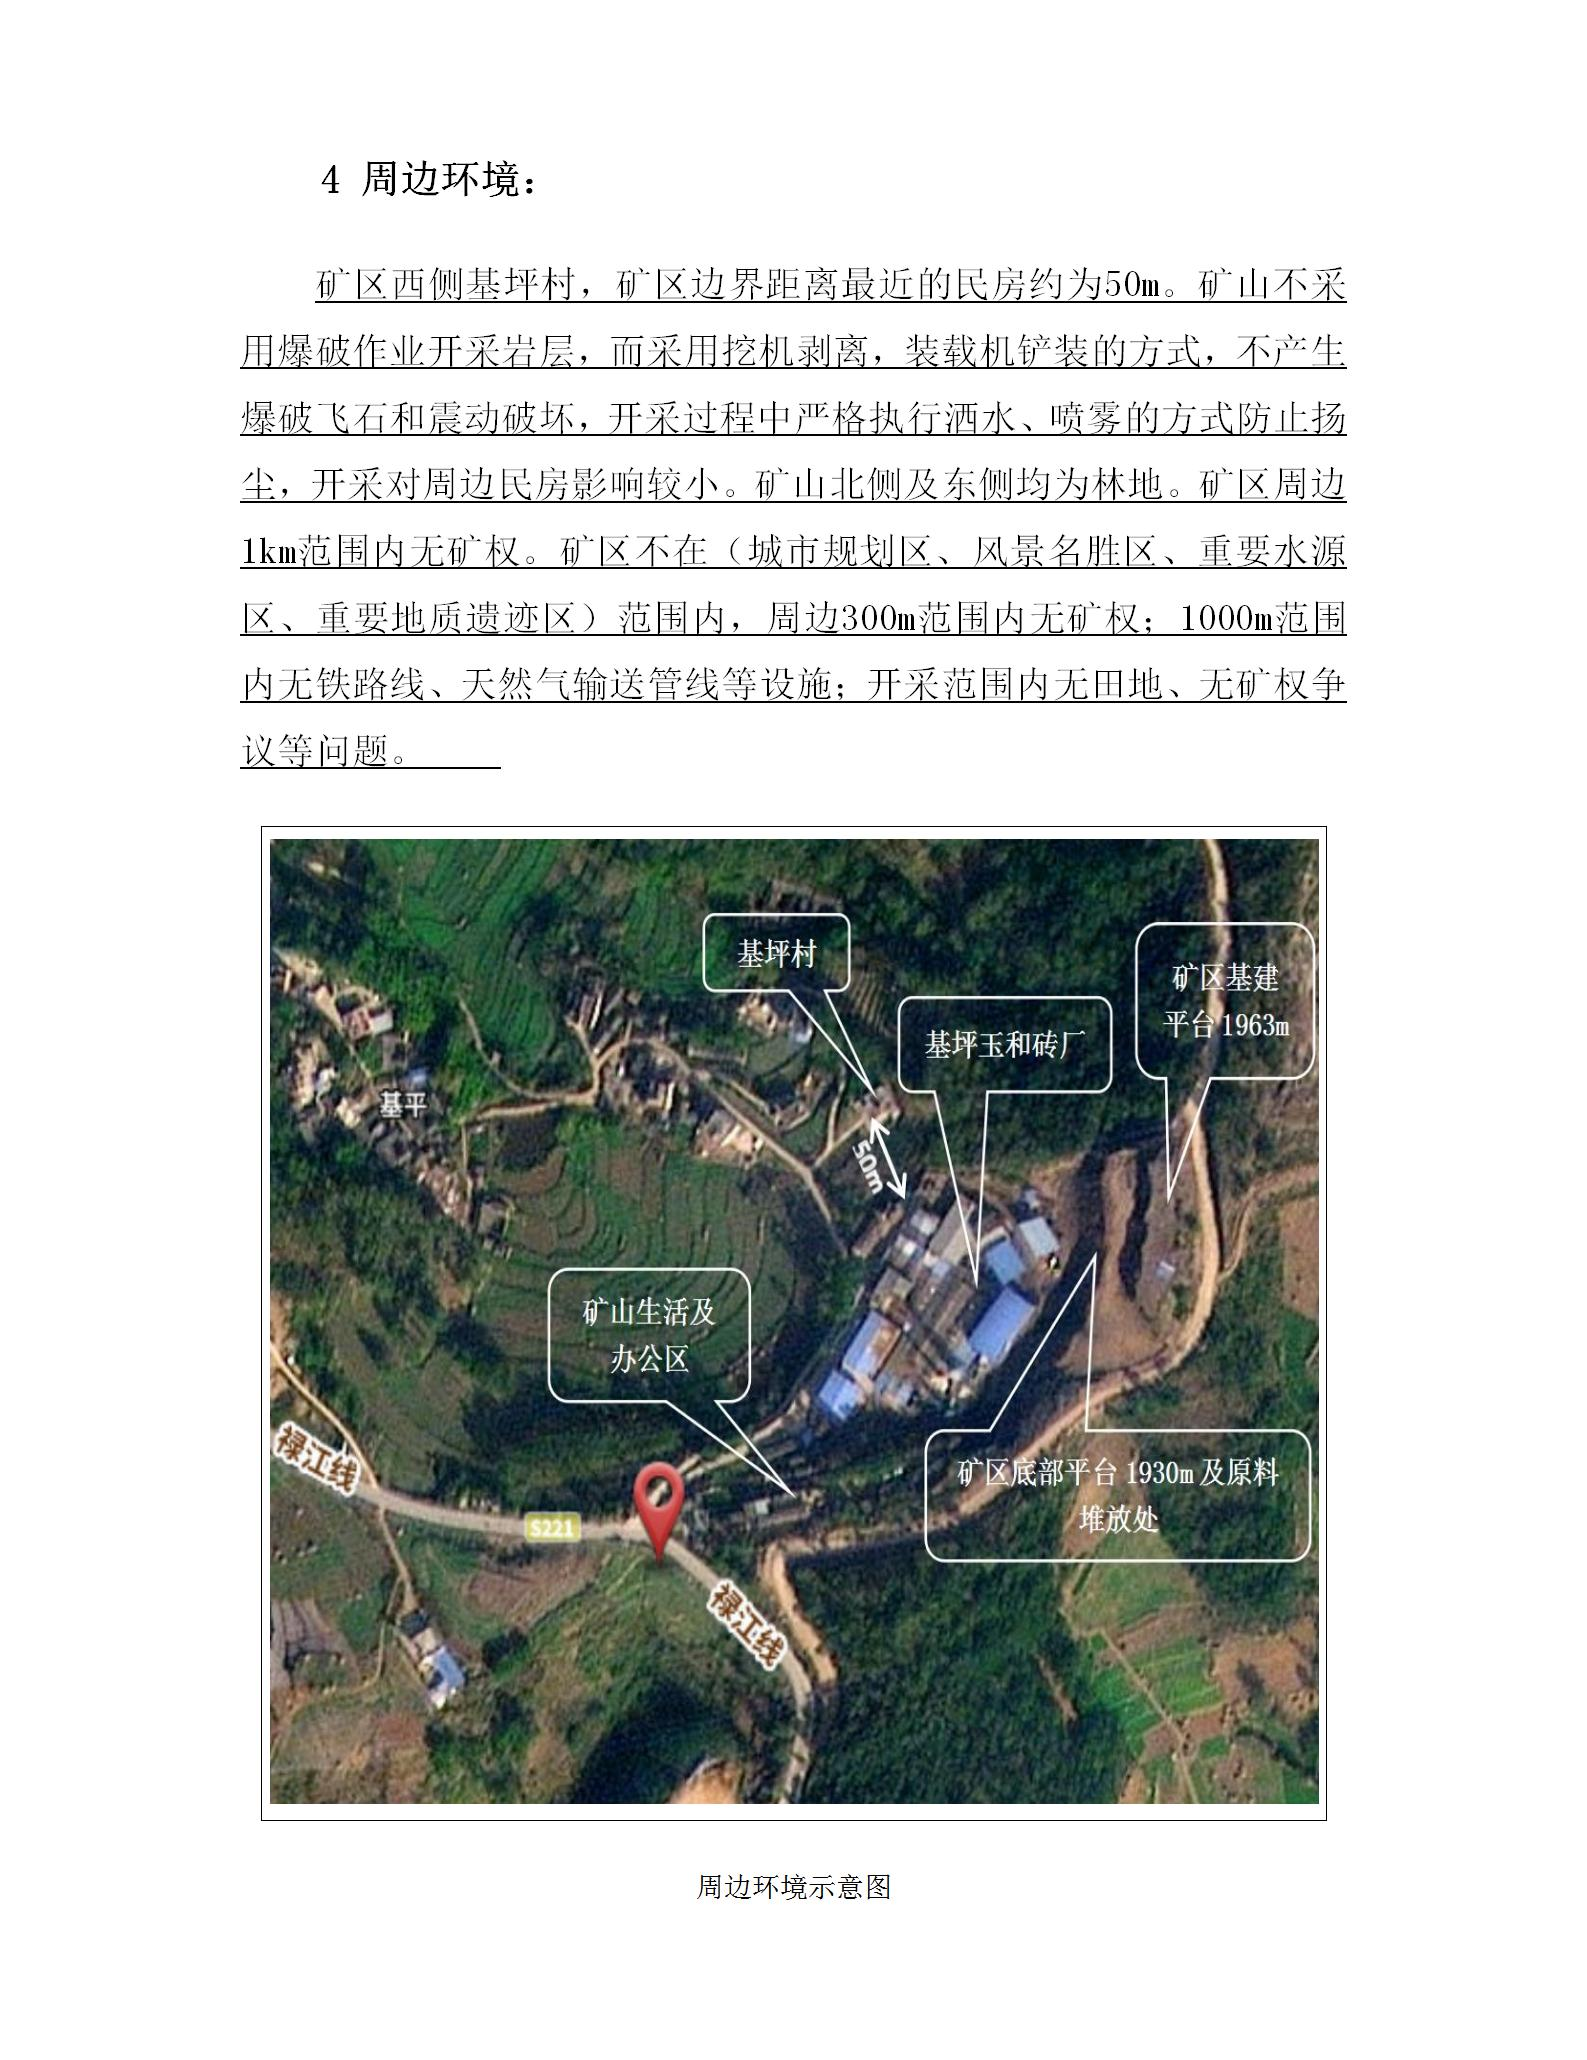 4 周边环境：
矿区西侧基坪村，矿区边界距离最近的民房约为50m。矿山不采
用爆破作业开采岩层，而采用挖机剥离，装载机铲装的方式，不产生
爆破飞石和震动破坏，开采过程中严格执行洒水、喷雾的方式防止扬
尘，开采对周边民房影响较小。矿山北侧及东侧均为林地。矿区周边
1km范围内无矿权。矿区不在（城市规划区、风景名胜区、重要水源
区、重要地质遗迹区）范围内，周边300m范围内无矿权；1000m范围
内无铁路线、天然气输送管线等设施；开采范围内无田地、无矿权争
议等问题。
基坪村
矿区基建
平台1963m
基坪玉和砖厂
基平
50m
矿山生活及
办公区
禄江线
矿区底部平台1930m及原料
堆放处
S221
禄江线
周边环境示意图